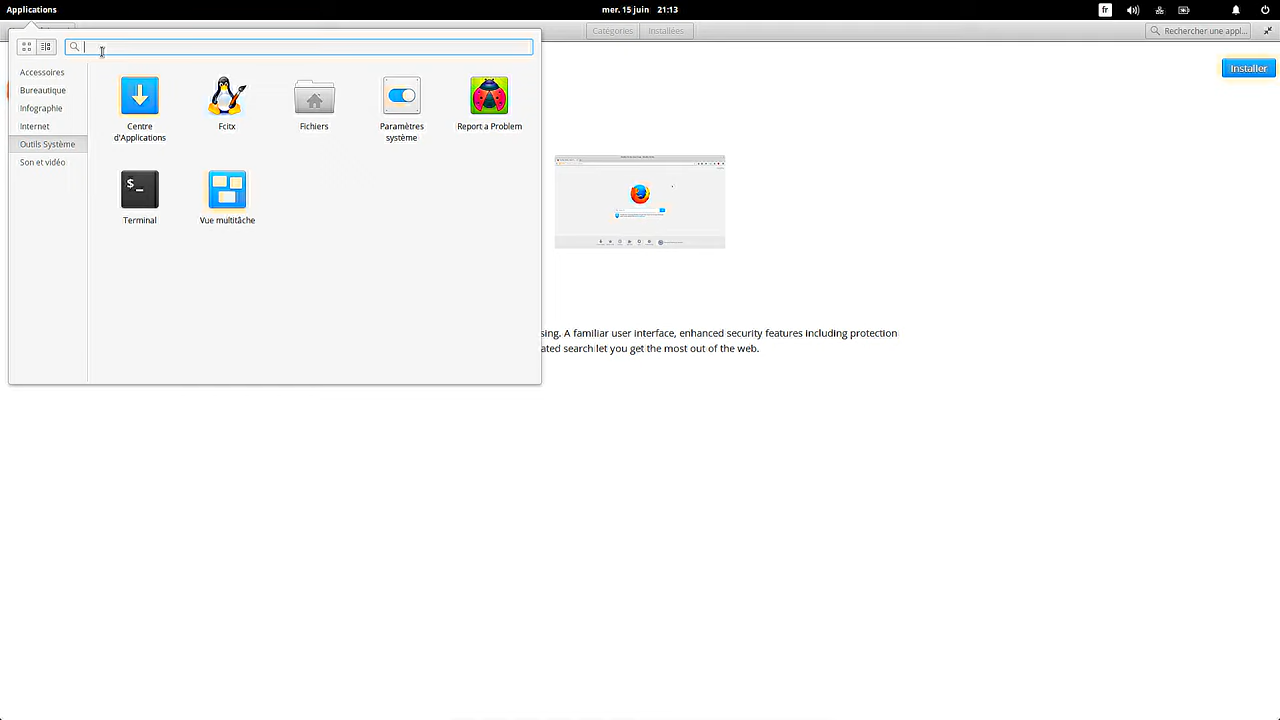 Applications
mer. 15 juin 21:13
fr
Catégories
Installées
Rechercher une appl...
Installer
Accessoires
Bureautique
Infographie
Internet
Outils Système
Son et vidéo
Centre
d'Applications
Fcitx
Fichiers
Paramètres
système
Report a Problem
Terminal
Vue multitâche
sing. A familiar user interface, enhanced security features including protection
ated search let you get the most out of the web.